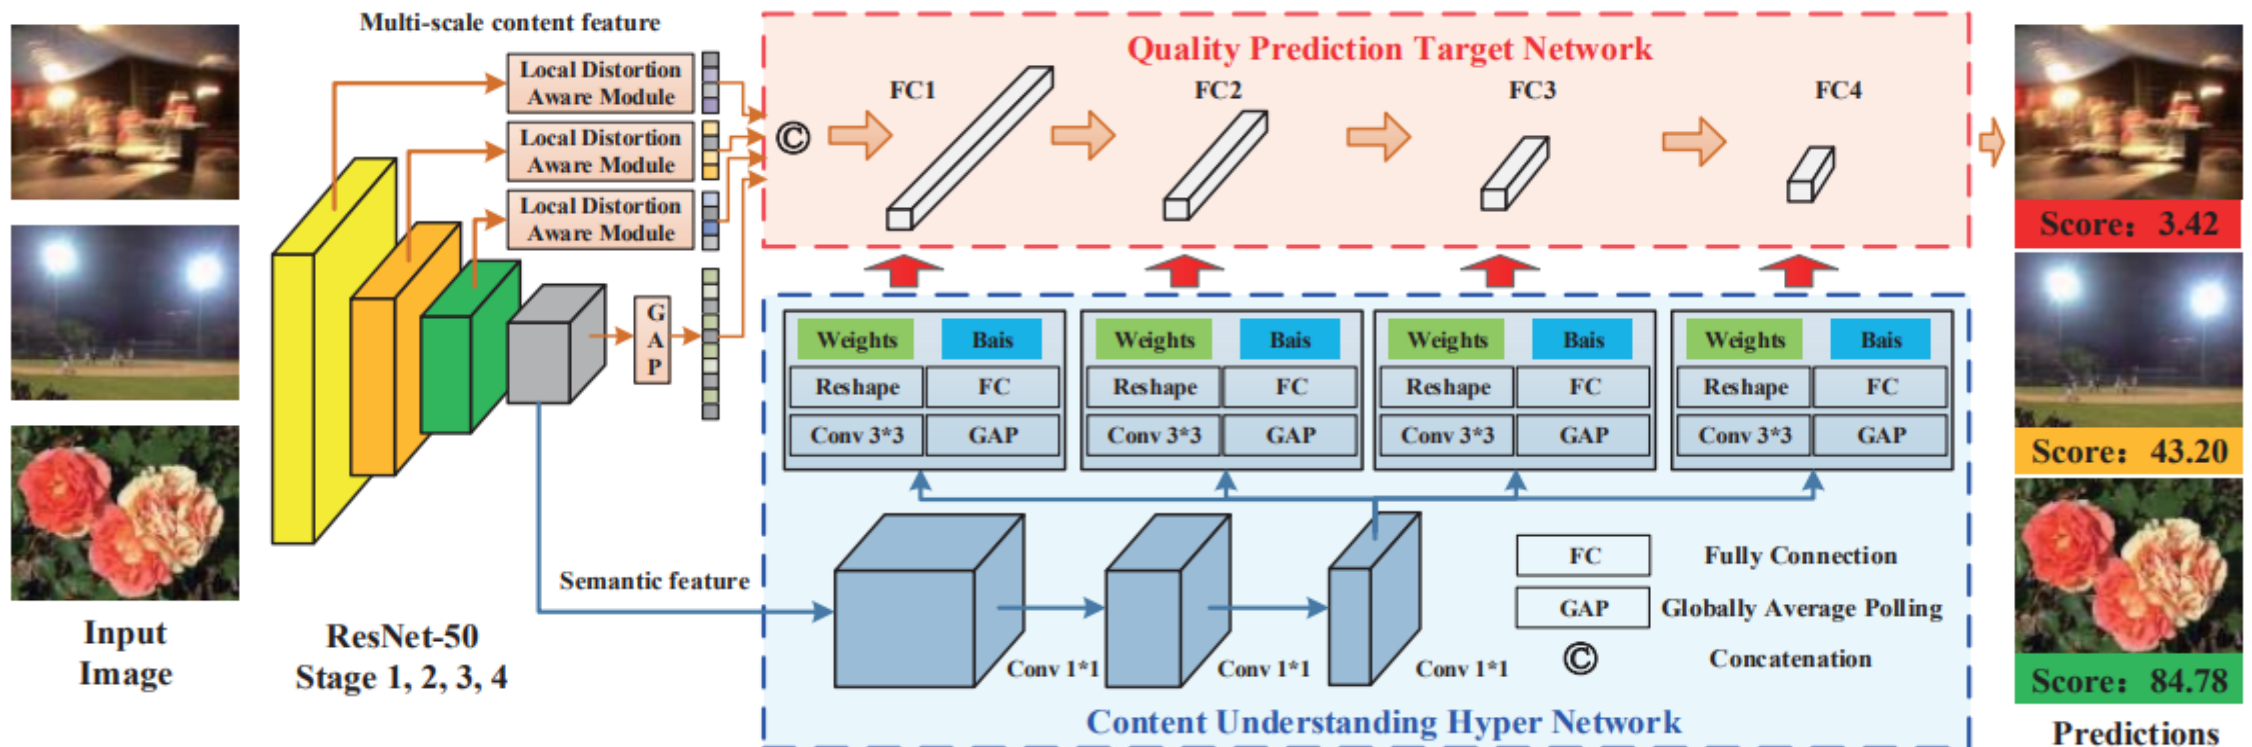 Multi-scale content feature
Local Distortion
Aware Module
Local Distortion
Aware Module
Local Distortion
Aware Module
G
A
P
Input
Image
ResNet-50
Stage 1, 2, 3, 4
Semantic feature
Quality Prediction Target Network
FC1
FC2
FC3
FC4
©
Weights Bais
Reshape FC
Conv 3*3 GAP
Weights Bais
Reshape FC
Conv 3*3 GAP
Weights Bais
Reshape FC
Conv 3*3 GAP
Weights Bais
Reshape FC
Conv 3*3 GAP
Conv 1*1
Conv 1*1
Conv 1*1
FC Fully Connection
GAP Globally Average Polling
© Concatenation
Content Understanding Hyper Network
Score：3.42
Score：43.20
Score：84.78
Predictions